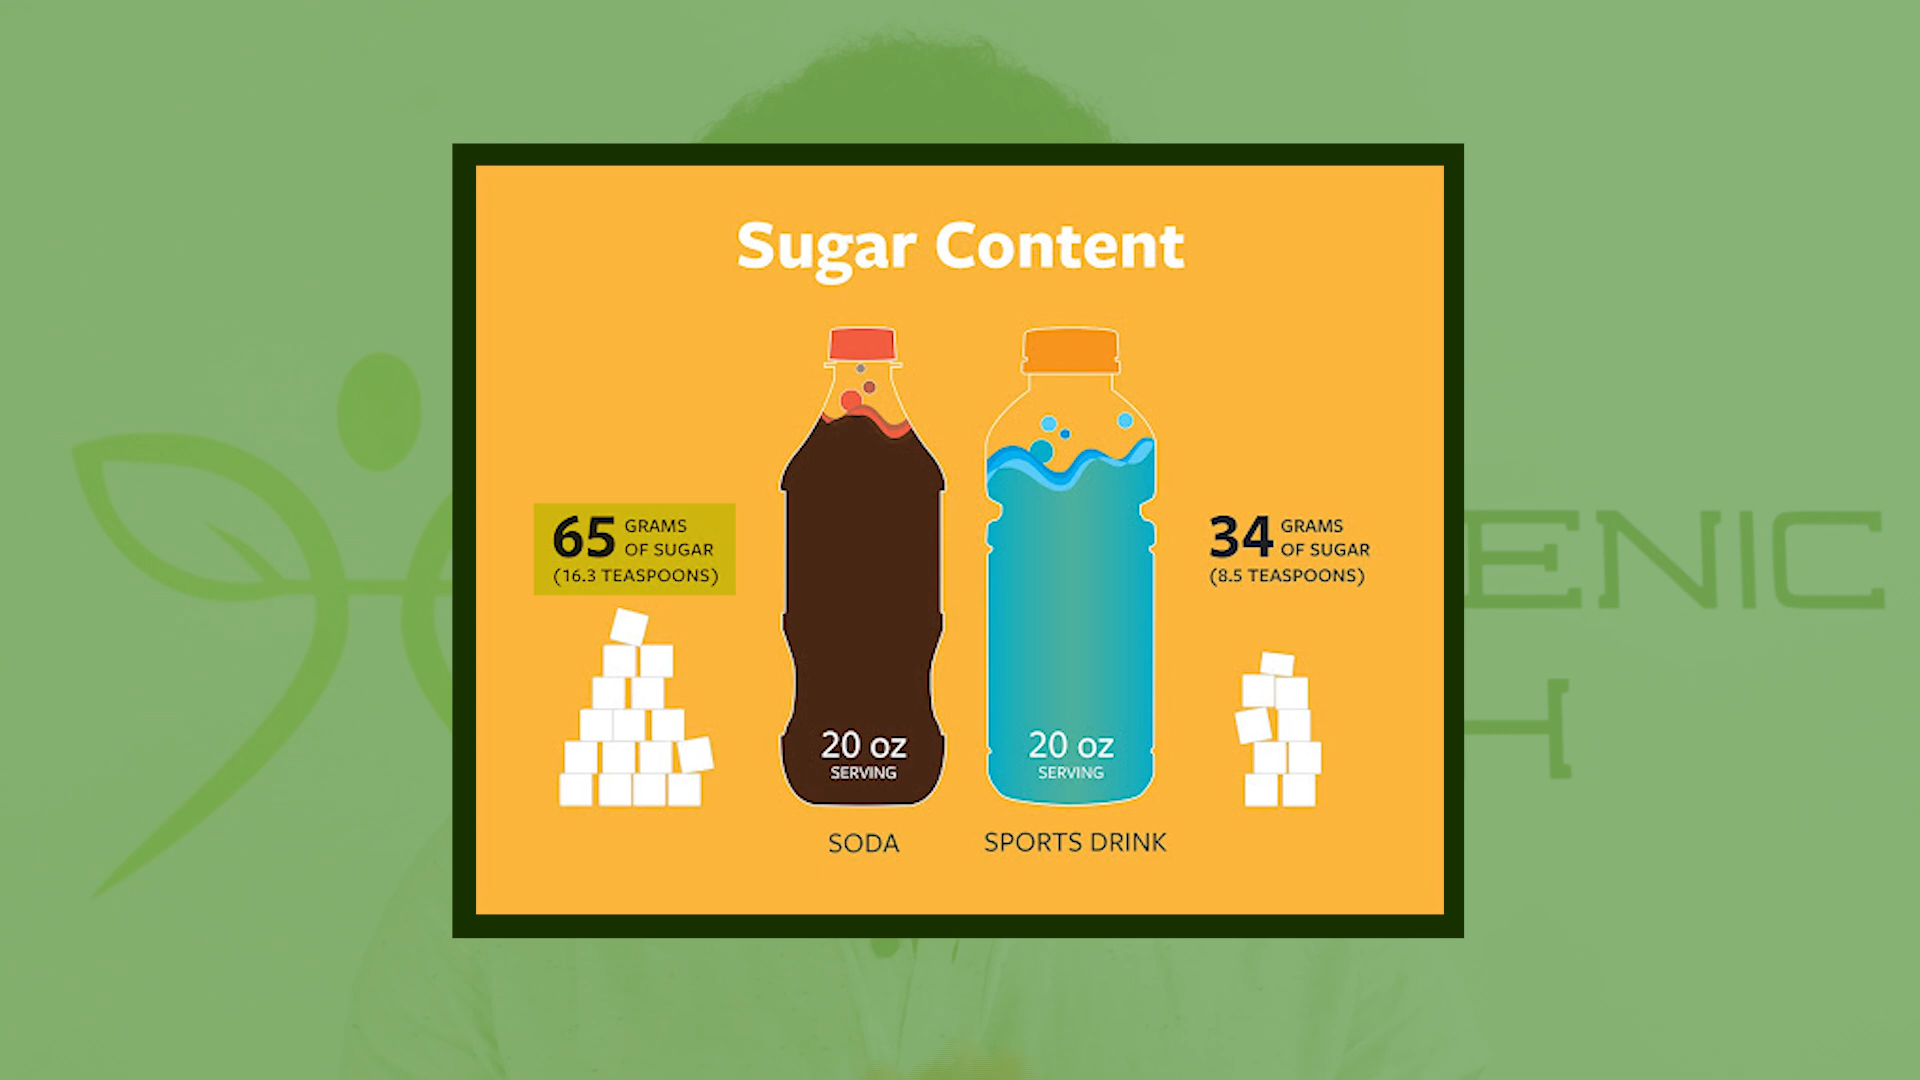 Sugar Content
65 GRAMS
OF SUGAR
(16.3 TEASPOONS)
34 GRAMS
OF SUGAR
(8.5 TEASPOONS)
20 oz
SERVING
20 oz
SERVING
SODA
SPORTS DRINK
ENIC
H